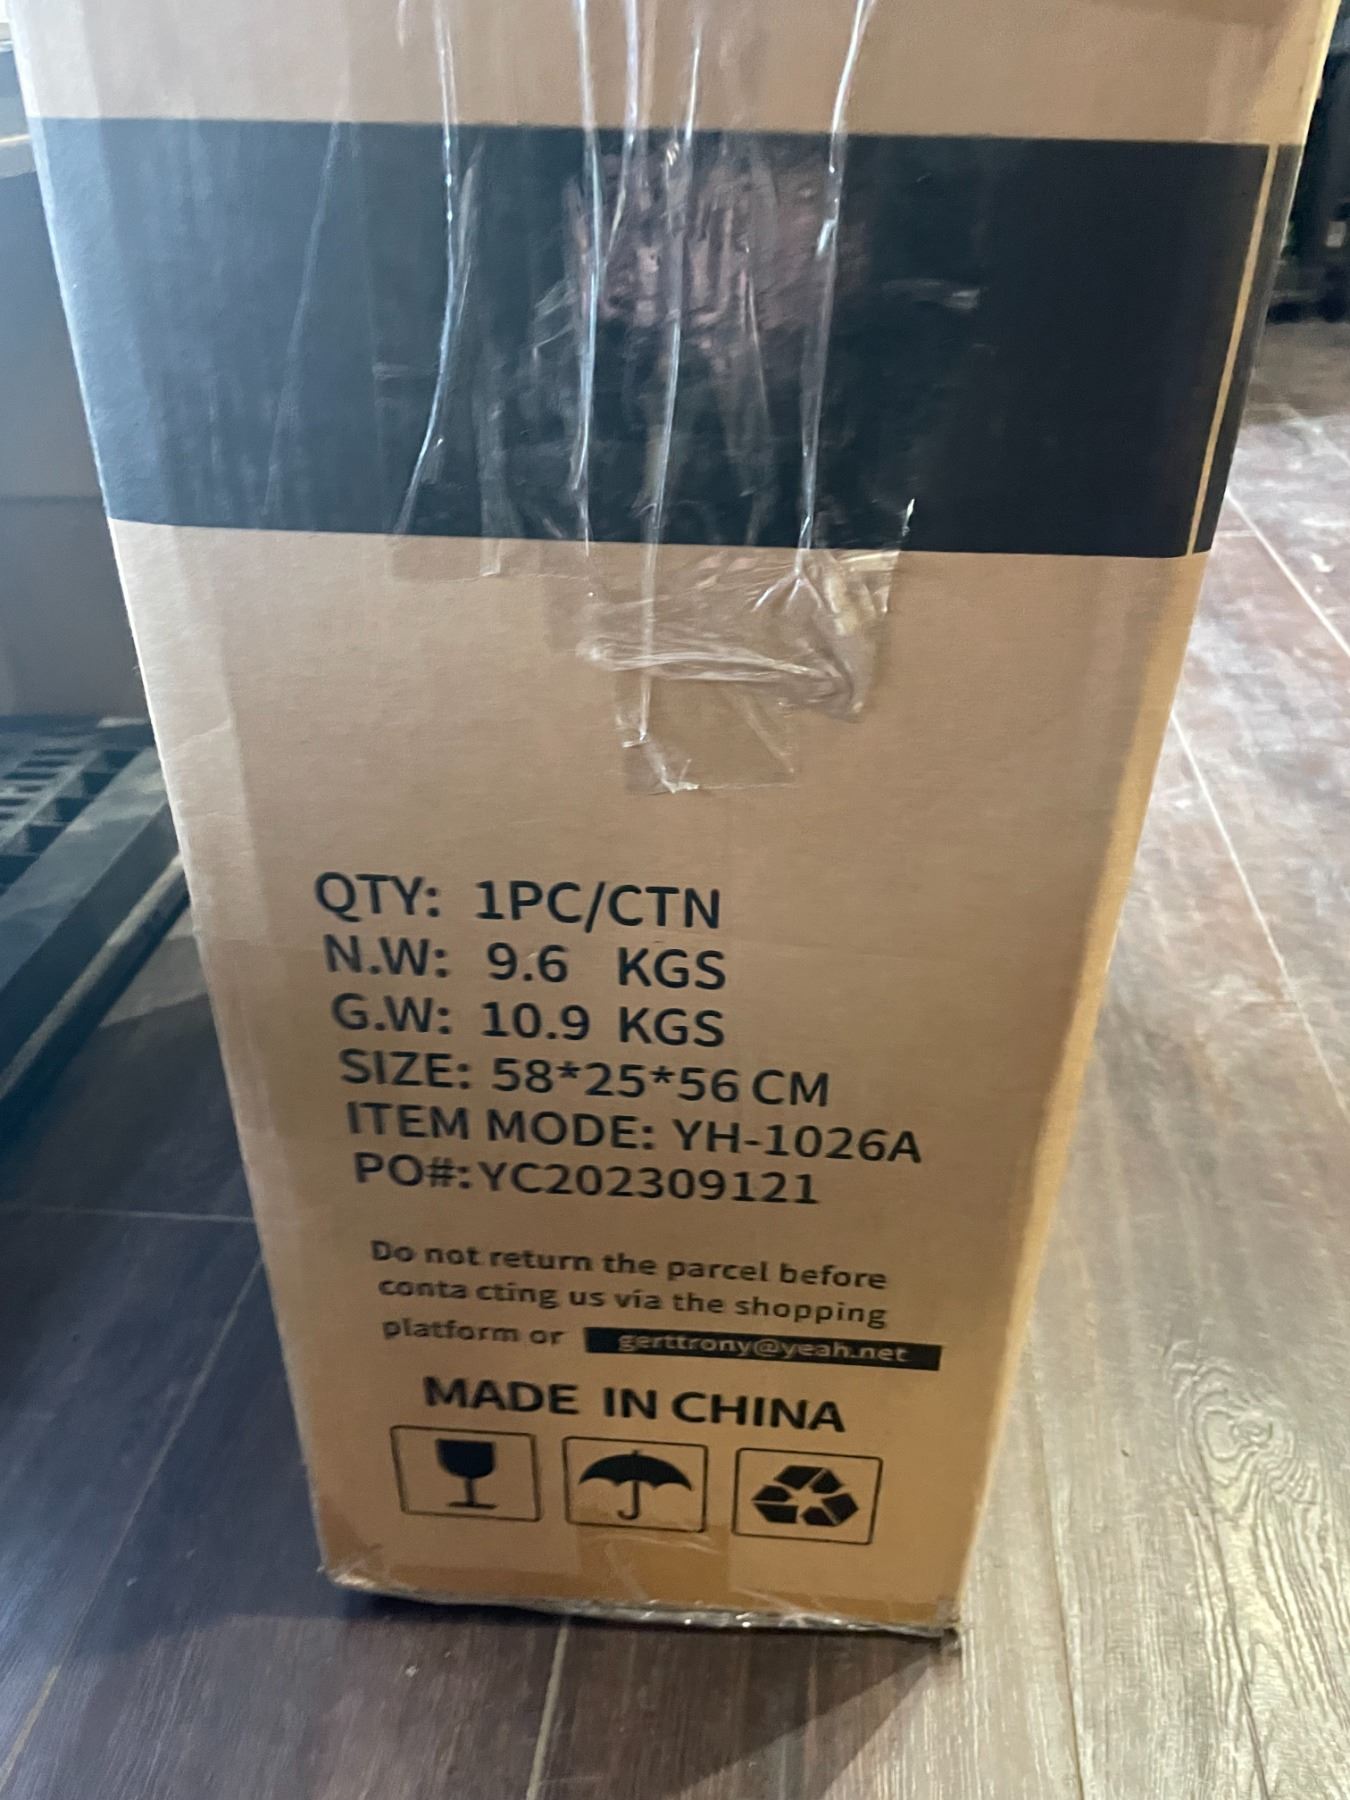 QTY: 1PC/CTN
N.W: 9.6 KGS
G.W: 10.9 KGS
SIZE: 58*25*56 CM
ITEM MODE: YH-1026A
PO#: YC202309121
Do not return the parcel before
conta cting us via the shopping
platform or gerttrony@yeah.net
MADE IN CHINA